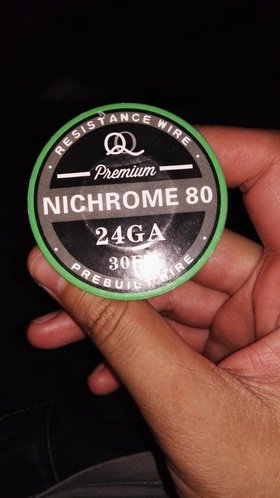 RESISTANCE WIRE
Premium
NICHROME 80
24GA
PREBUILT WIRE